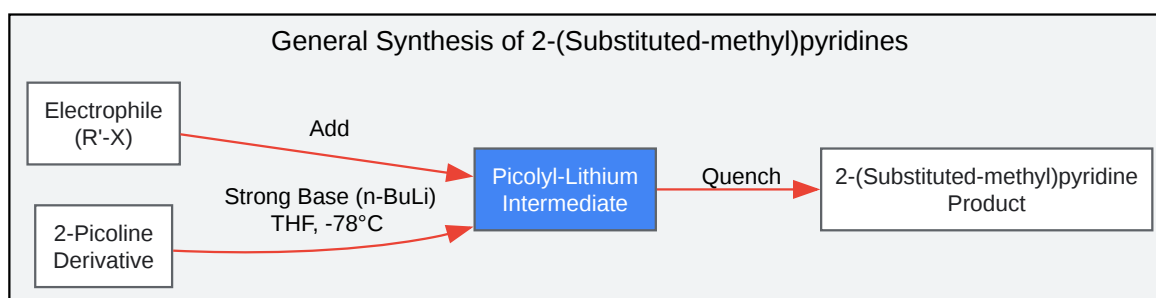 General Synthesis of 2-(Substituted-methyl)pyridines
Electrophile
(R'-X)
Add
Strong Base (n-BuLi)
THF, -78°C
2-Picoline
Derivative
Picolyl-Lithium
Intermediate
Quench
2-(Substituted-methyl)pyridine
Product